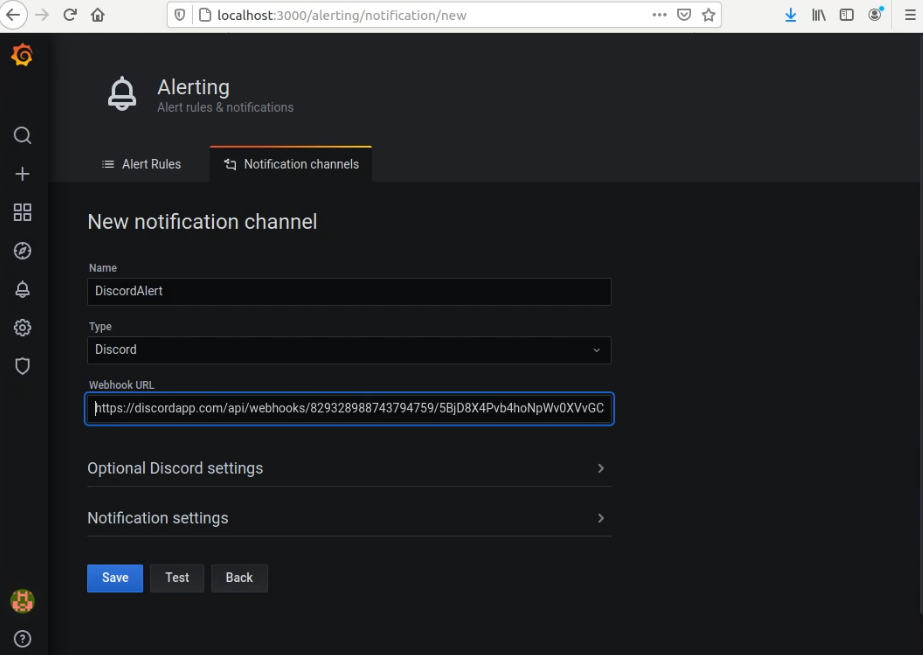 localhost:3000/alerting/notification/new
Alerting
Alert rules & notifications
Alert Rules
Notification channels
New notification channel
Name
DiscordAlert
Type
Discord
Webhook URL
https://discordapp.com/api/webhooks/829328988743794759/5BjD8X4Pvb4hoNpWv0XVvGC
Optional Discord settings
Notification settings
Save Test Back